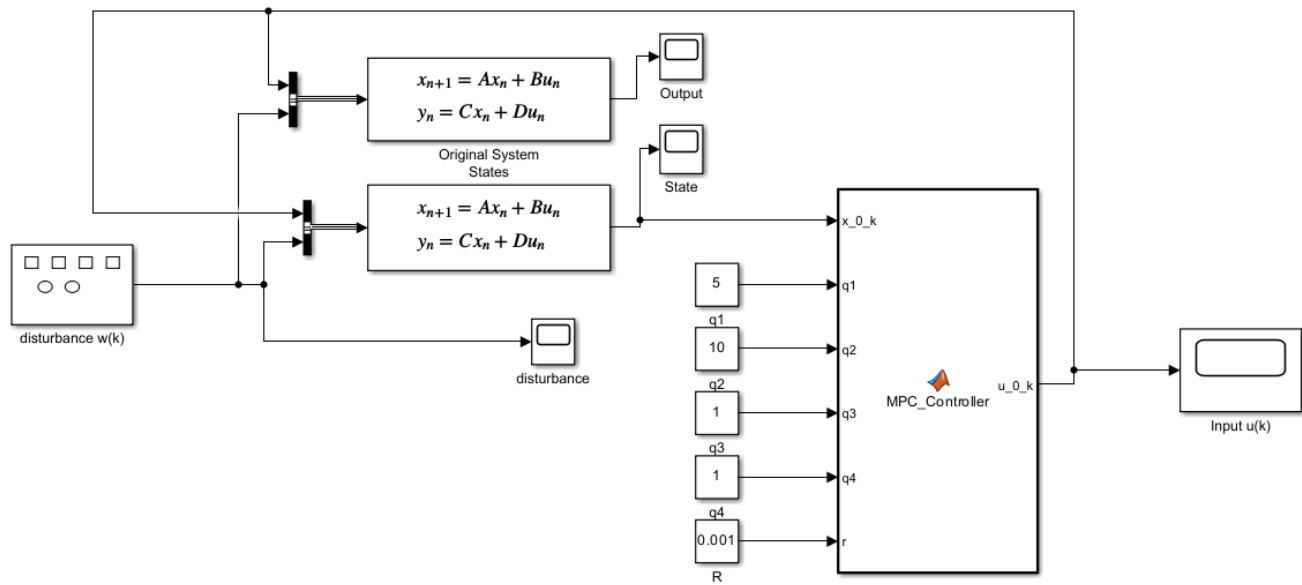 x_{n+1} = Ax_n + Bu_n
y_n = Cx_n + Du_n
Output
Original System
States
State
x_{n+1} = Ax_n + Bu_n
y_n = Cx_n + Du_n
disturbance w(k)
disturbance
5
q1
10
q2
1
q3
1
q4
0.001
R
x_0_k
q1
q2
q3
q4
r
MPC_Controller
u_0_k
Input u(k)